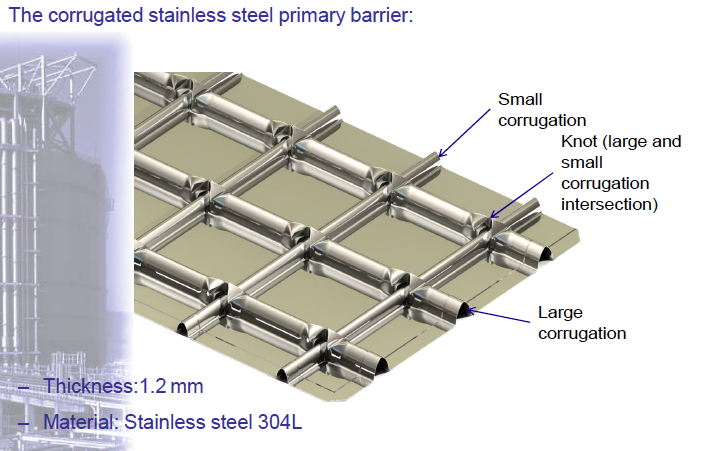 The corrugated stainless steel primary barrier:
Small
corrugation
Knot (large and
small
corrugation
intersection)
Large
corrugation
– Thickness:1.2 mm
– Material: Stainless steel 304L